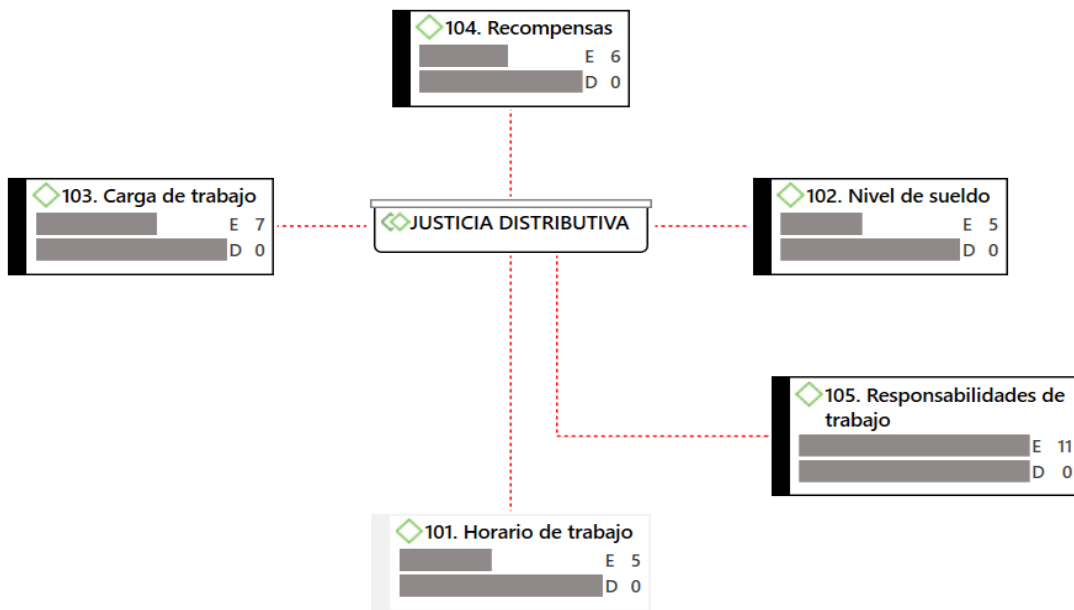 104. Recompensas
E 6
D 0
103. Carga de trabajo
E 7
D 0
JUSTICIA DISTRIBUTIVA
102. Nivel de sueldo
E 5
D 0
105. Responsabilidades de
trabajo
E 11
D 0
101. Horario de trabajo
E 5
D 0